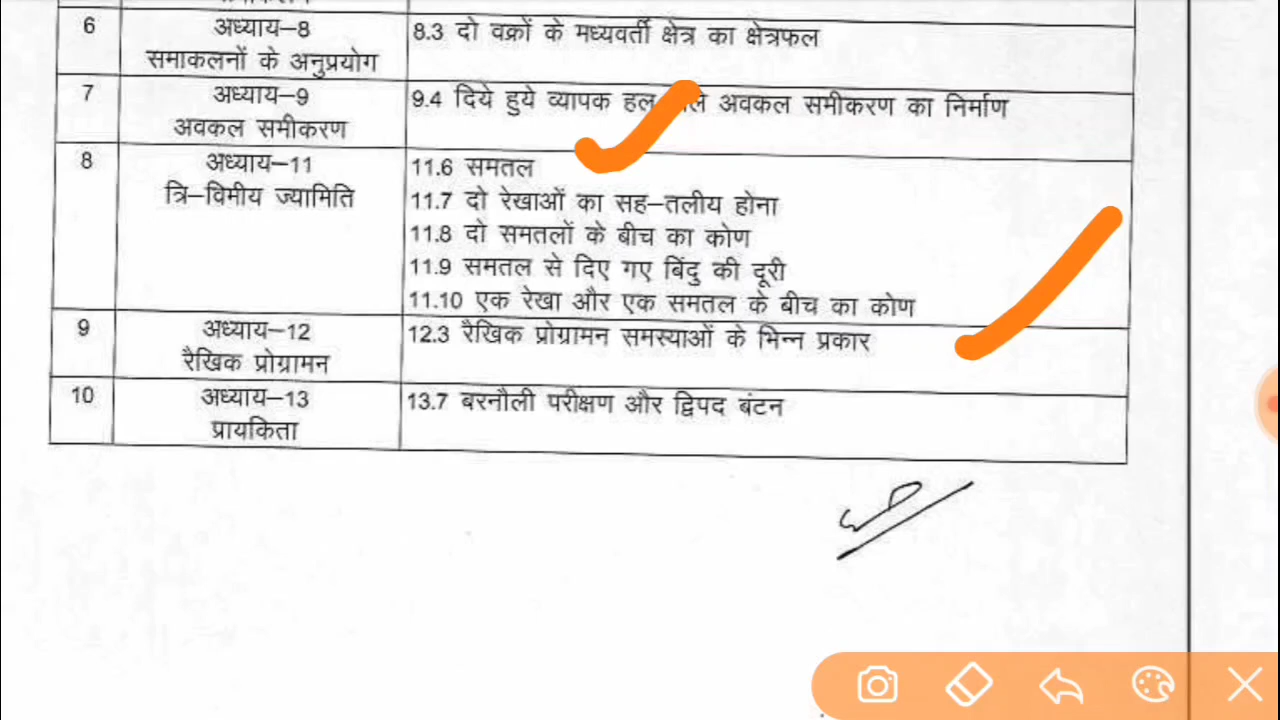 6 अध्याय–8 8.3 दो वक्रों के मध्यवर्ती क्षेत्र का क्षेत्रफल
समाकलनों के अनुप्रयोग
7 अध्याय–9 9.4 दिये हुये व्यापक हल अवकल समीकरण का निर्माण
अवकल समीकरण
8 अध्याय–11 11.6 समतल
त्रि–विमीय ज्यामिति 11.7 दो रेखाओं का सह–तलीय होना
11.8 दो समतलों के बीच का कोण
11.9 समतल से दिए गए बिंदु की दूरी
11.10 एक रेखा और एक समतल के बीच का कोण
9 अध्याय–12 12.3 रैखिक प्रोग्रामन समस्याओं के भिन्न प्रकार
रैखिक प्रोग्रामन
10 अध्याय–13 13.7 बरनौली परीक्षण और द्विपद बंटन
प्रायकिता